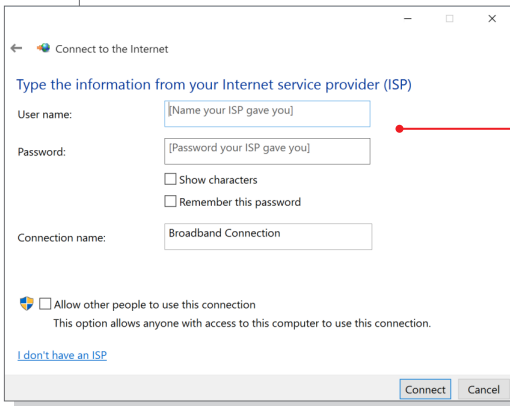 Connect to the Internet
Type the information from your Internet service provider (ISP)
User name:
[Name your ISP gave you]
Password:
[Password your ISP gave you]
Show characters
Remember this password
Connection name:
Broadband Connection
Allow other people to use this connection
This option allows anyone with access to this computer to use this connection.
I don't have an ISP
Connect
Cancel